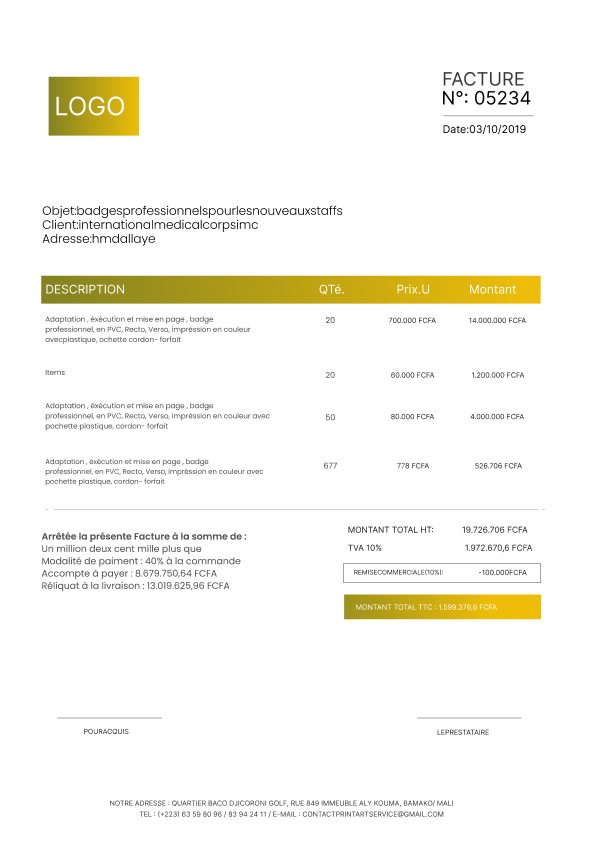 LOGO
FACTURE
N°: 05234
Date:03/10/2019
Objet:badgesprofessionnelspourlesnouveauxstaffs
Client:internationalmedicalcorpsimc
Adresse:hmdallaye
DESCRIPTION QTé. Prix.U Montant
Adaptation , éxécution et mise en page , badge
professionnel, en PVC, Recto, Verso, impréssion en couleur
avecplastique, ochette cordon- forfait
20 700.000 FCFA 14.000.000 FCFA
Items 20 60.000 FCFA 1.200.000 FCFA
Adaptation , éxécution et mise en page , badge
professionnel, en PVC, Recto, Verso, impréssion en couleur avec
pochette plastique, cordon- forfait
50 80.000 FCFA 4.000.000 FCFA
Adaptation , éxécution et mise en page , badge
professionnel, en PVC, Recto, Verso, impréssion en couleur avec
pochette plastique, cordon- forfait
677 778 FCFA 526.706 FCFA
MONTANT TOTAL HT: 19.726.706 FCFA
TVA 10% 1.972.670,6 FCFA
REMISECOMMERCIALE(10%): -100.000FCFA
MONTANT TOTAL TTC : 1.599.376,6 FCFA
Arrêtée la présente Facture à la somme de :
Un million deux cent mille plus que
Modalité de paiment : 40% à la commande
Accompte à payer : 8.679.750,64 FCFA
Réliquat à la livraison : 13.019.625,96 FCFA
POURACQUIS
LEPRESTATAIRE
NOTRE ADRESSE : QUARTIER BACO DJICORONI GOLF, RUE 849 IMMEUBLE ALY KOUMA, BAMAKO/ MALI
TEL : (+223) 63 59 80 96 / 83 94 24 11 / E-MAIL : CONTACTPRINTARTSERVICE@GMAIL.COM